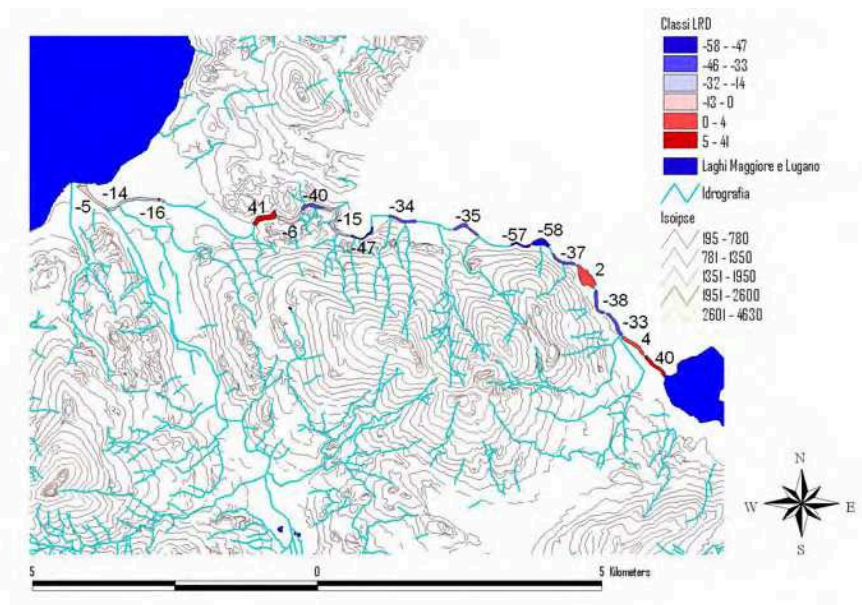 Classi LRD
-58 - -47
-46 - -33
-32 - -14
-13 - 0
0 - 4
5 - 41
Laghi Maggiore e Lugano
Idrografia
Isoipse
195 - 780
781 - 1350
1351 - 1950
1951 - 2600
2601 - 4630
-5
-14
-16
41
-6
-40
-15
-47
-34
-35
-57
-58
-37
2
-38
-33
4
40
N
W E
S
5 0 5 Kilometers